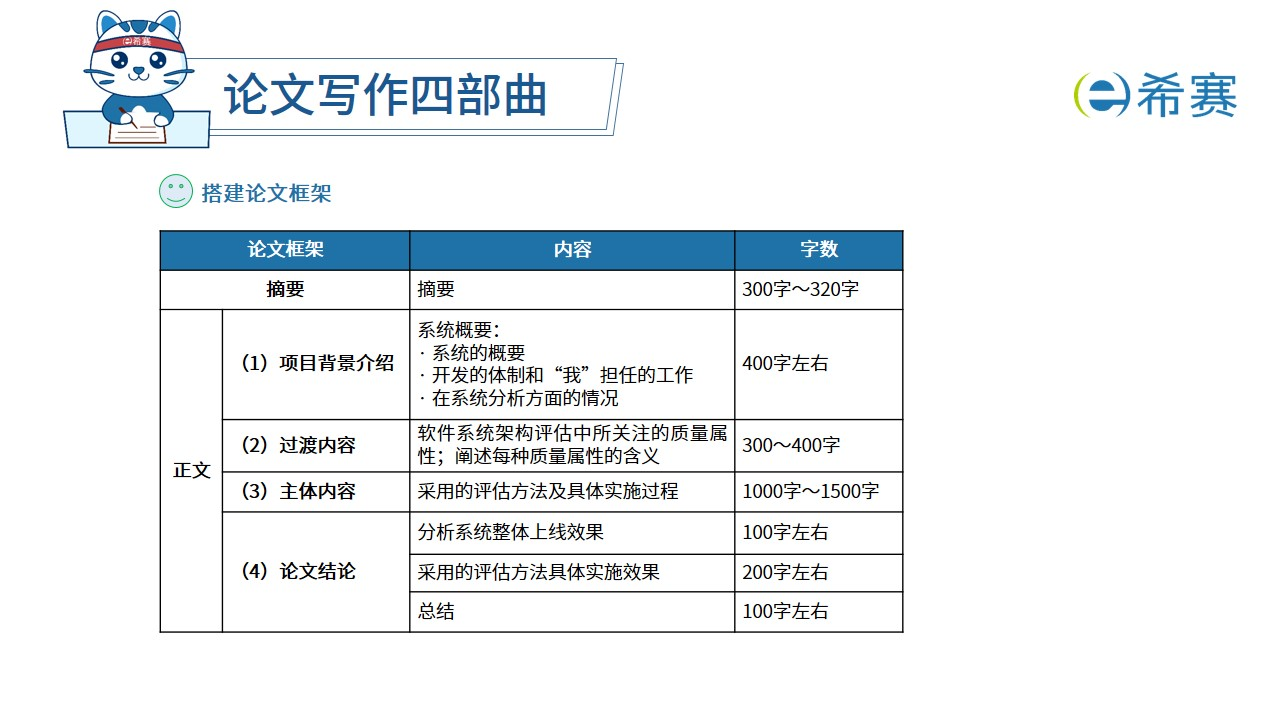 希赛
论文写作四部曲
希赛
搭建论文框架
论文框架 内容 字数
摘要 摘要 300字～320字
正文
（1）项目背景介绍
系统概要：
· 系统的概要
· 开发的体制和“我”担任的工作
· 在系统分析方面的情况
400字左右
（2）过渡内容
软件系统架构评估中所关注的质量属
性；阐述每种质量属性的含义
300～400字
（3）主体内容 采用的评估方法及具体实施过程 1000字～1500字
（4）论文结论
分析系统整体上线效果 100字左右
采用的评估方法具体实施效果 200字左右
总结 100字左右